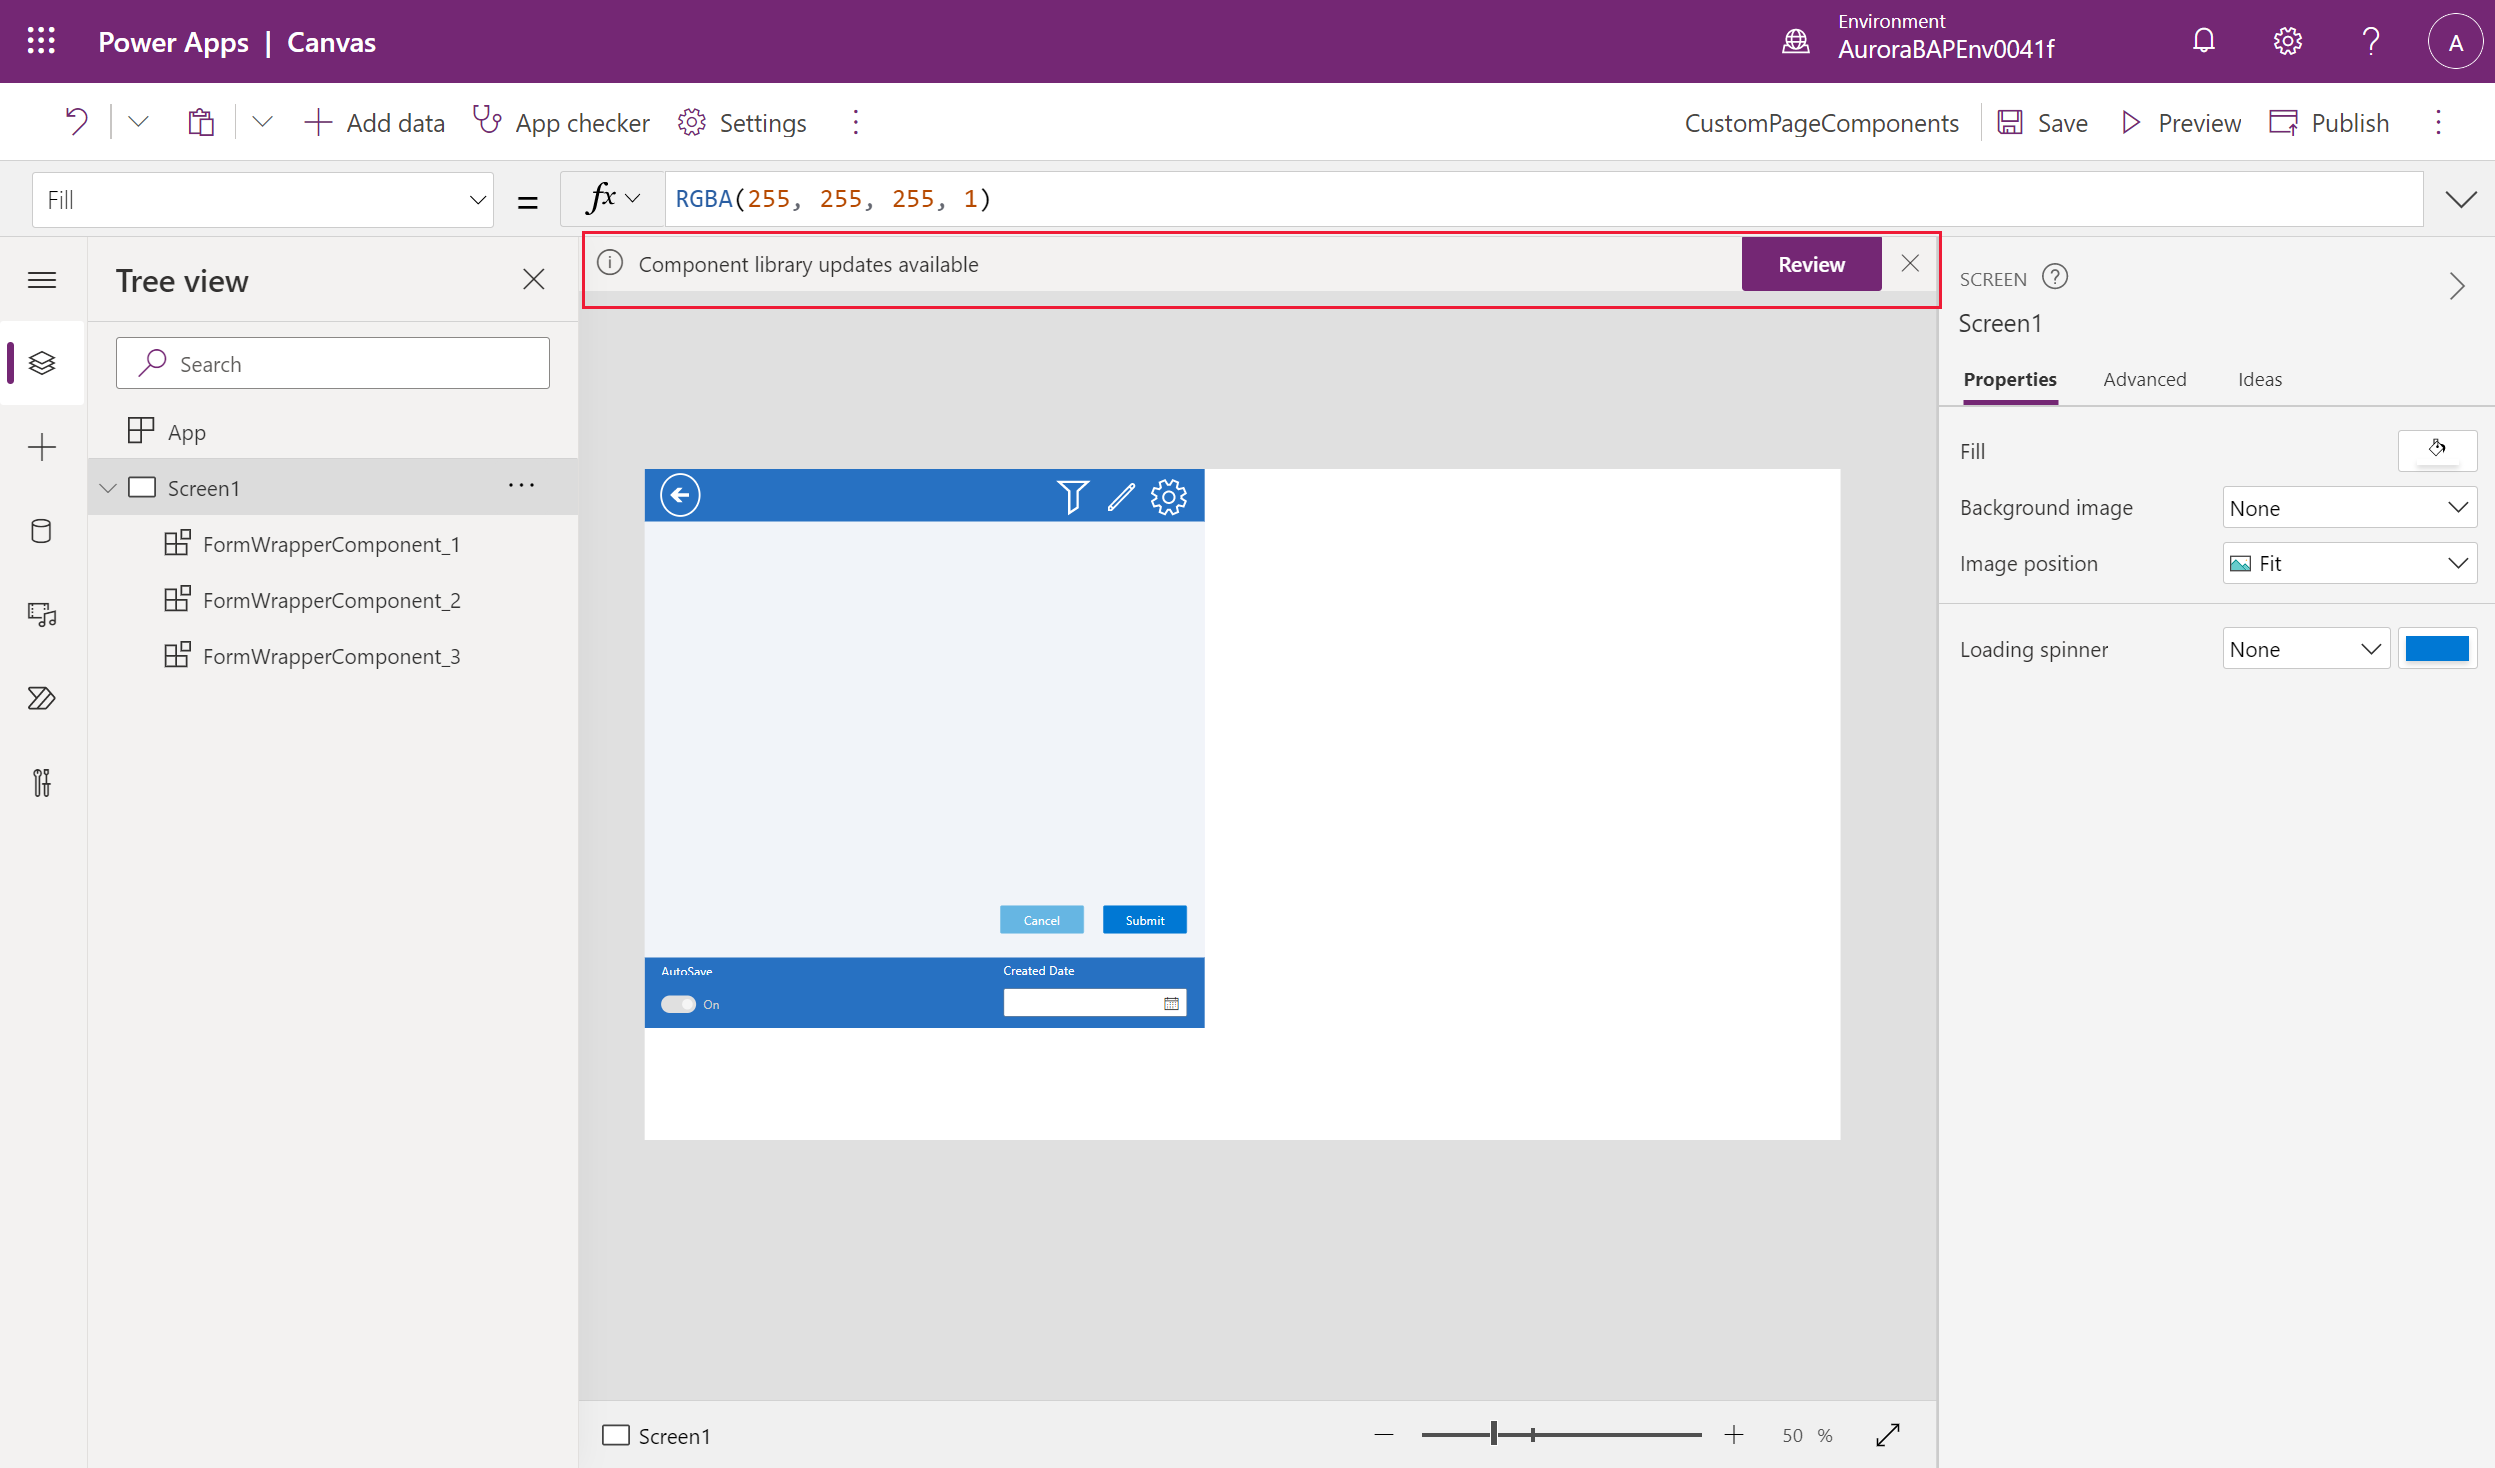 Power Apps | Canvas
Environment
AuroraBAPEnv0041f
A
Add data
App checker
Settings
CustomPageComponents
Save
Preview
Publish
Fill
=
fx
RGBA(255, 255, 255, 1)
Tree view
Search
App
Screen1
FormWrapperComponent_1
FormWrapperComponent_2
FormWrapperComponent_3
Component library updates available
Review
Cancel
Submit
AutoSave
Created Date
On
Screen1
50 %
SCREEN
Screen1
Properties
Advanced
Ideas
Fill
Background image
None
Image position
Fit
Loading spinner
None